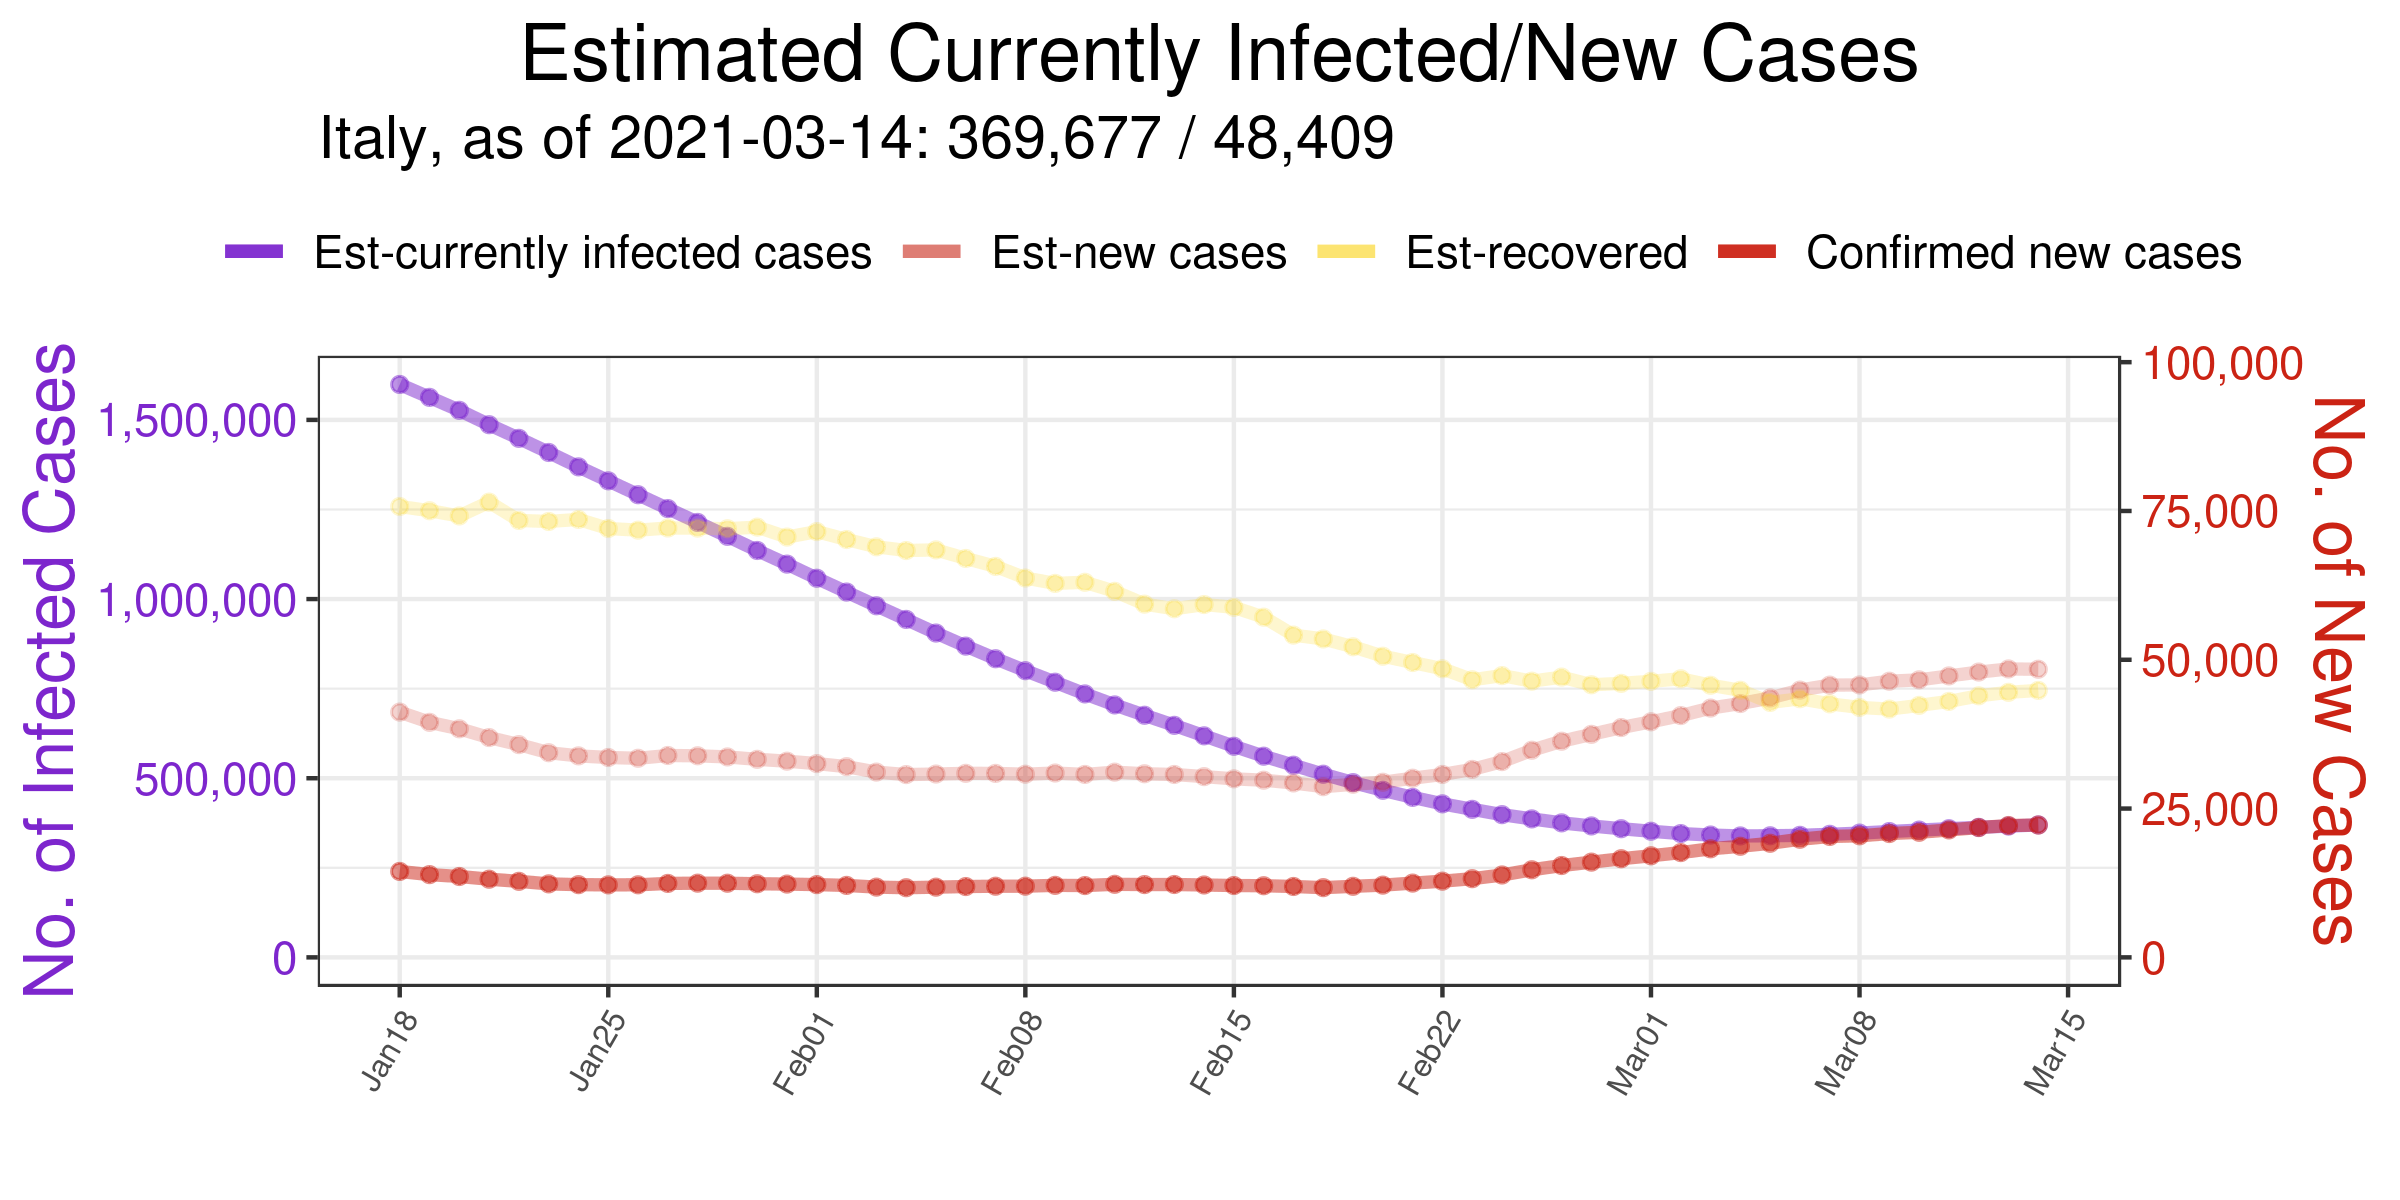 Estimated Currently Infected/New Cases
Italy, as of 2021-03-14: 369,677 / 48,409
Est-currently infected cases Est-new cases Est-recovered Confirmed new cases
No. of Infected Cases
1,500,000
1,000,000
500,000
0
100,000
75,000
50,000
25,000
0
No. of New Cases
Jan18 Jan25 Feb01 Feb08 Feb15 Feb22 Mar01 Mar08 Mar15